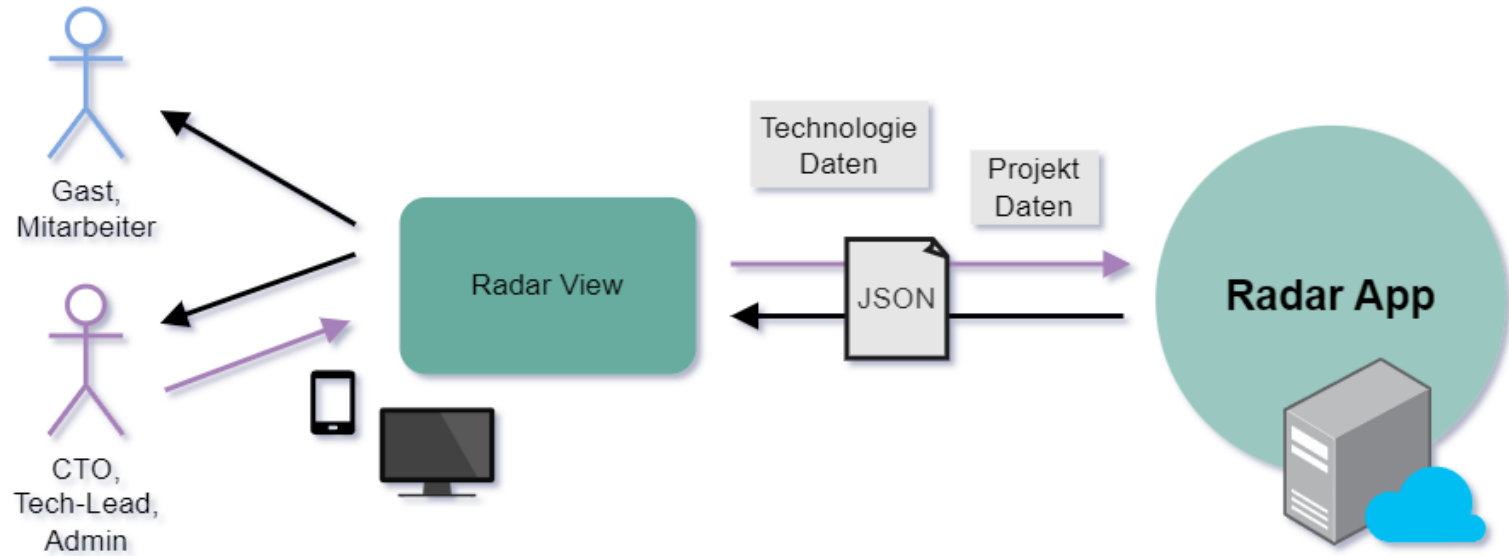 Gast,
Mitarbeiter
CTO,
Tech-Lead,
Admin
Radar View
Technologie
Daten
Projekt
Daten
JSON
Radar App